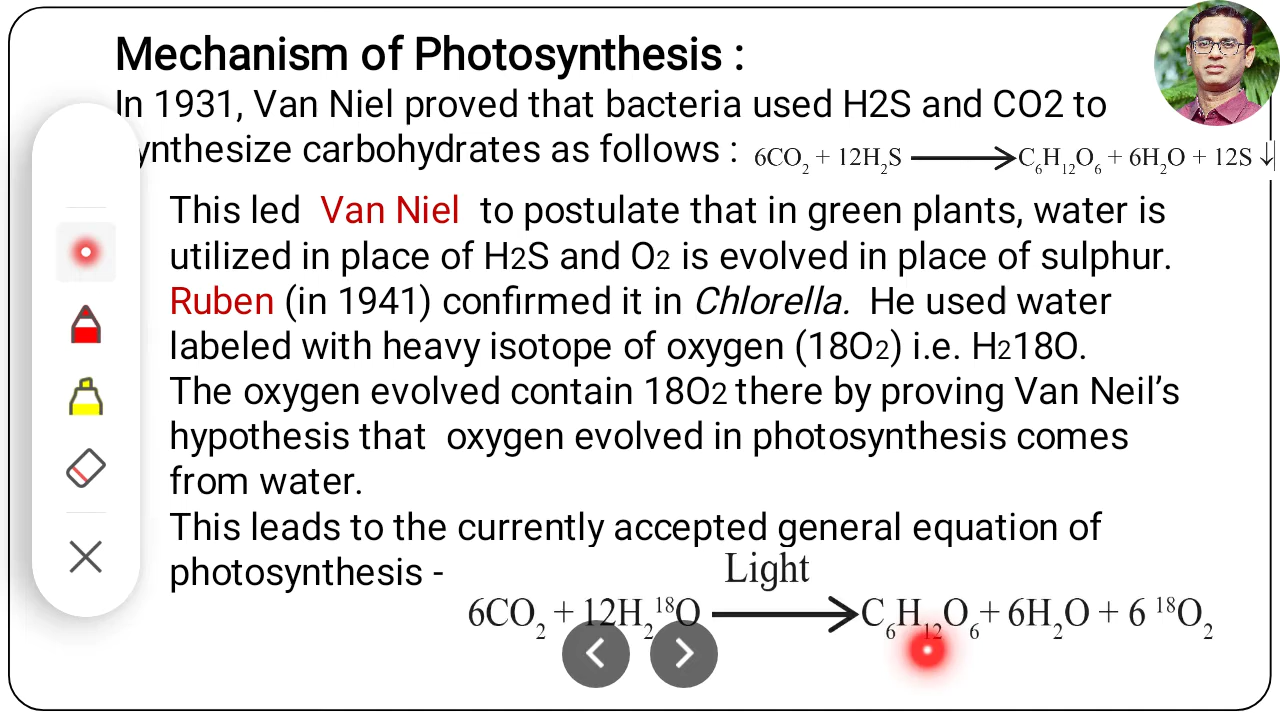 Mechanism of Photosynthesis :
In 1931, Van Niel proved that bacteria used H2S and CO2 to
ynthesize carbohydrates as follows : 6CO₂ + 12H₂S ⟶ C₆H₁₂O₆ + 6H₂O + 12S ↓
This led Van Niel to postulate that in green plants, water is
utilized in place of H2S and O2 is evolved in place of sulphur.
Ruben (in 1941) confirmed it in Chlorella. He used water
labeled with heavy isotope of oxygen (18O2) i.e. H218O.
The oxygen evolved contain 18O2 there by proving Van Neil’s
hypothesis that oxygen evolved in photosynthesis comes
from water.
This leads to the currently accepted general equation of
photosynthesis -
Light
6CO₂ + 12H₂¹⁸O ⟶ C₆H₁₂O₆ + 6H₂O + 6 ¹⁸O₂